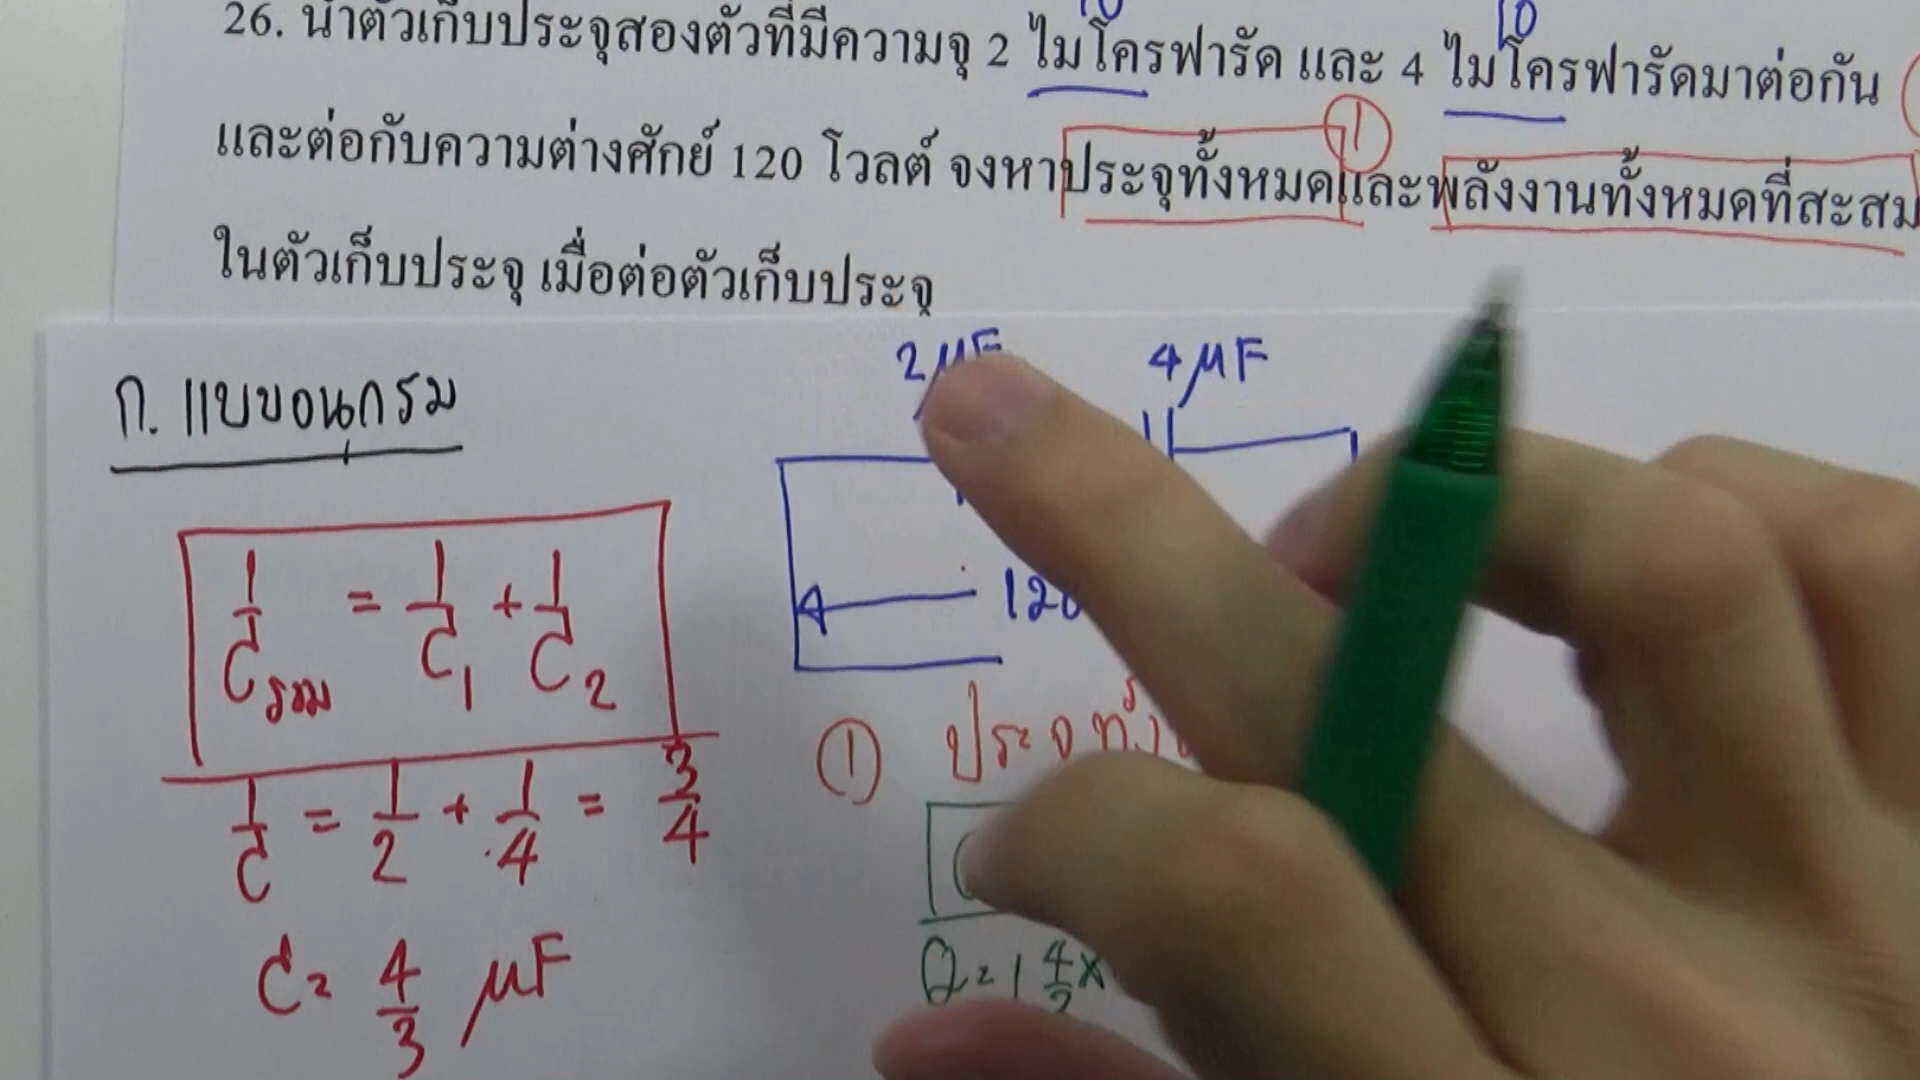 26. นำตัวเก็บประจุสองตัวที่มีความจุ 2 ไมโครฟารัด และ 4 ไมโครฟารัดมาต่อกัน
และต่อกับความต่างศักย์ 120 โวลต์ จงหาประจุทั้งหมดและพลังงานทั้งหมดที่สะสม
ในตัวเก็บประจุ เมื่อต่อตัวเก็บประจุ
①
ก. แบบอนุกรม
2μF 4μF
120
1/Cรวม = 1/C1 + 1/C2
1/C = 1/2 + 1/4 = 3/4
C = 4/3 μF
①
Q =